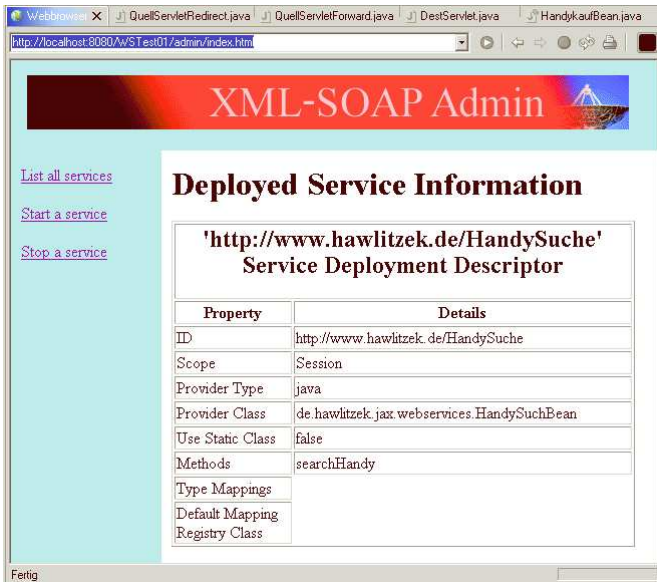 Webbrowser
QuellServletRedirect.java
QuellServletForward.java
DestServlet.java
HandykaufBean.java
http://localhost:8080/WSTest01/admin/index.html
XML-SOAP Admin
List all services
Start a service
Stop a service
Deployed Service Information
'http://www.hawlitzek.de/HandySuche'
Service Deployment Descriptor
Property Details
ID http://www.hawlitzek.de/HandySuche
Scope Session
Provider Type java
Provider Class de.hawlitzek.jax.webservices.HandySuchBean
Use Static Class false
Methods searchHandy
Type Mappings
Default Mapping
Registry Class
Fertig